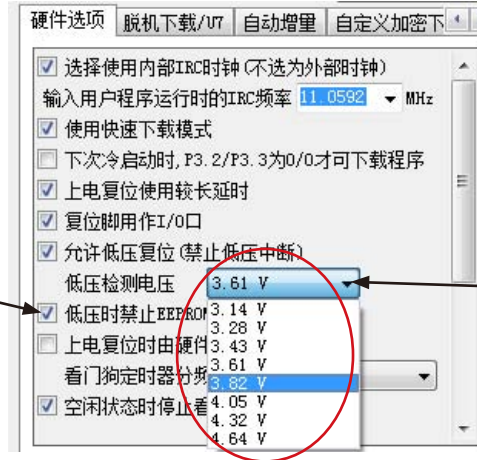 硬件选项 脱机下载/U7 自动增量 自定义加密下
选择使用内部IRC时钟(不选为外部时钟)
输入用户程序运行时的IRC频率 11.0592 MHz
使用快速下载模式
下次冷启动时,P3.2/P3.3为0/0才可下载程序
上电复位使用较长延时
复位脚用作I/O口
允许低压复位(禁止低压中断)
低压检测电压 3.61 V
低压时禁止EEPRO
3.14 V
3.28 V
上电复位时由硬件
3.43 V
3.61 V
看门狗定时器分频
3.82 V
4.05 V
空闲状态时停止看
4.32 V
4.64 V